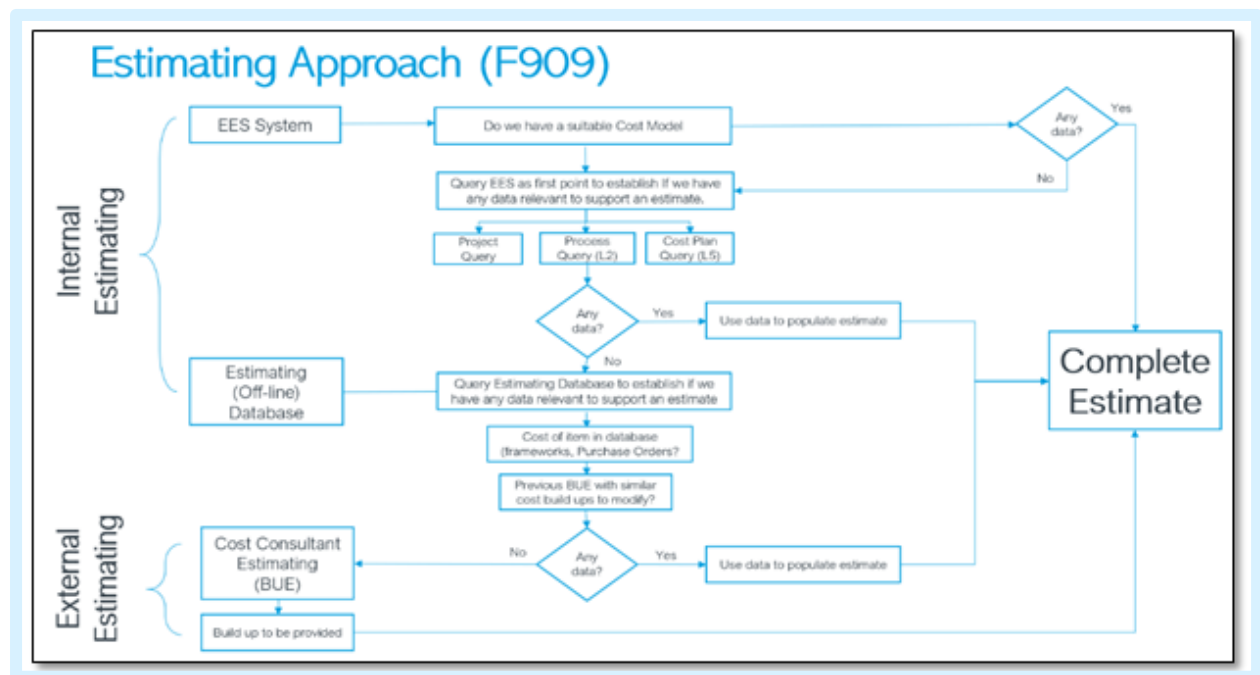 Estimating Approach (F909)
Internal
Estimating
EES System
Do we have a suitable Cost Model
Any
data?
Yes
No
Query EES as first point to establish If we have
any data relevant to support an estimate.
Project
Query
Process
Query (L2)
Cost Plan
Query (L5)
Any
data?
Yes
Use data to populate estimate
No
Complete
Estimate
Estimating
(Off-line)
Database
Query Estimating Database to establish if we
have any data relevant to support an estimate
Cost of item in database
(frameworks, Purchase Orders?
Previous BUE with similar
cost build ups to modify?
External
Estimating
Cost Consultant
Estimating
(BUE)
No
Any
data?
Yes
Use data to populate estimate
Build up to be provided